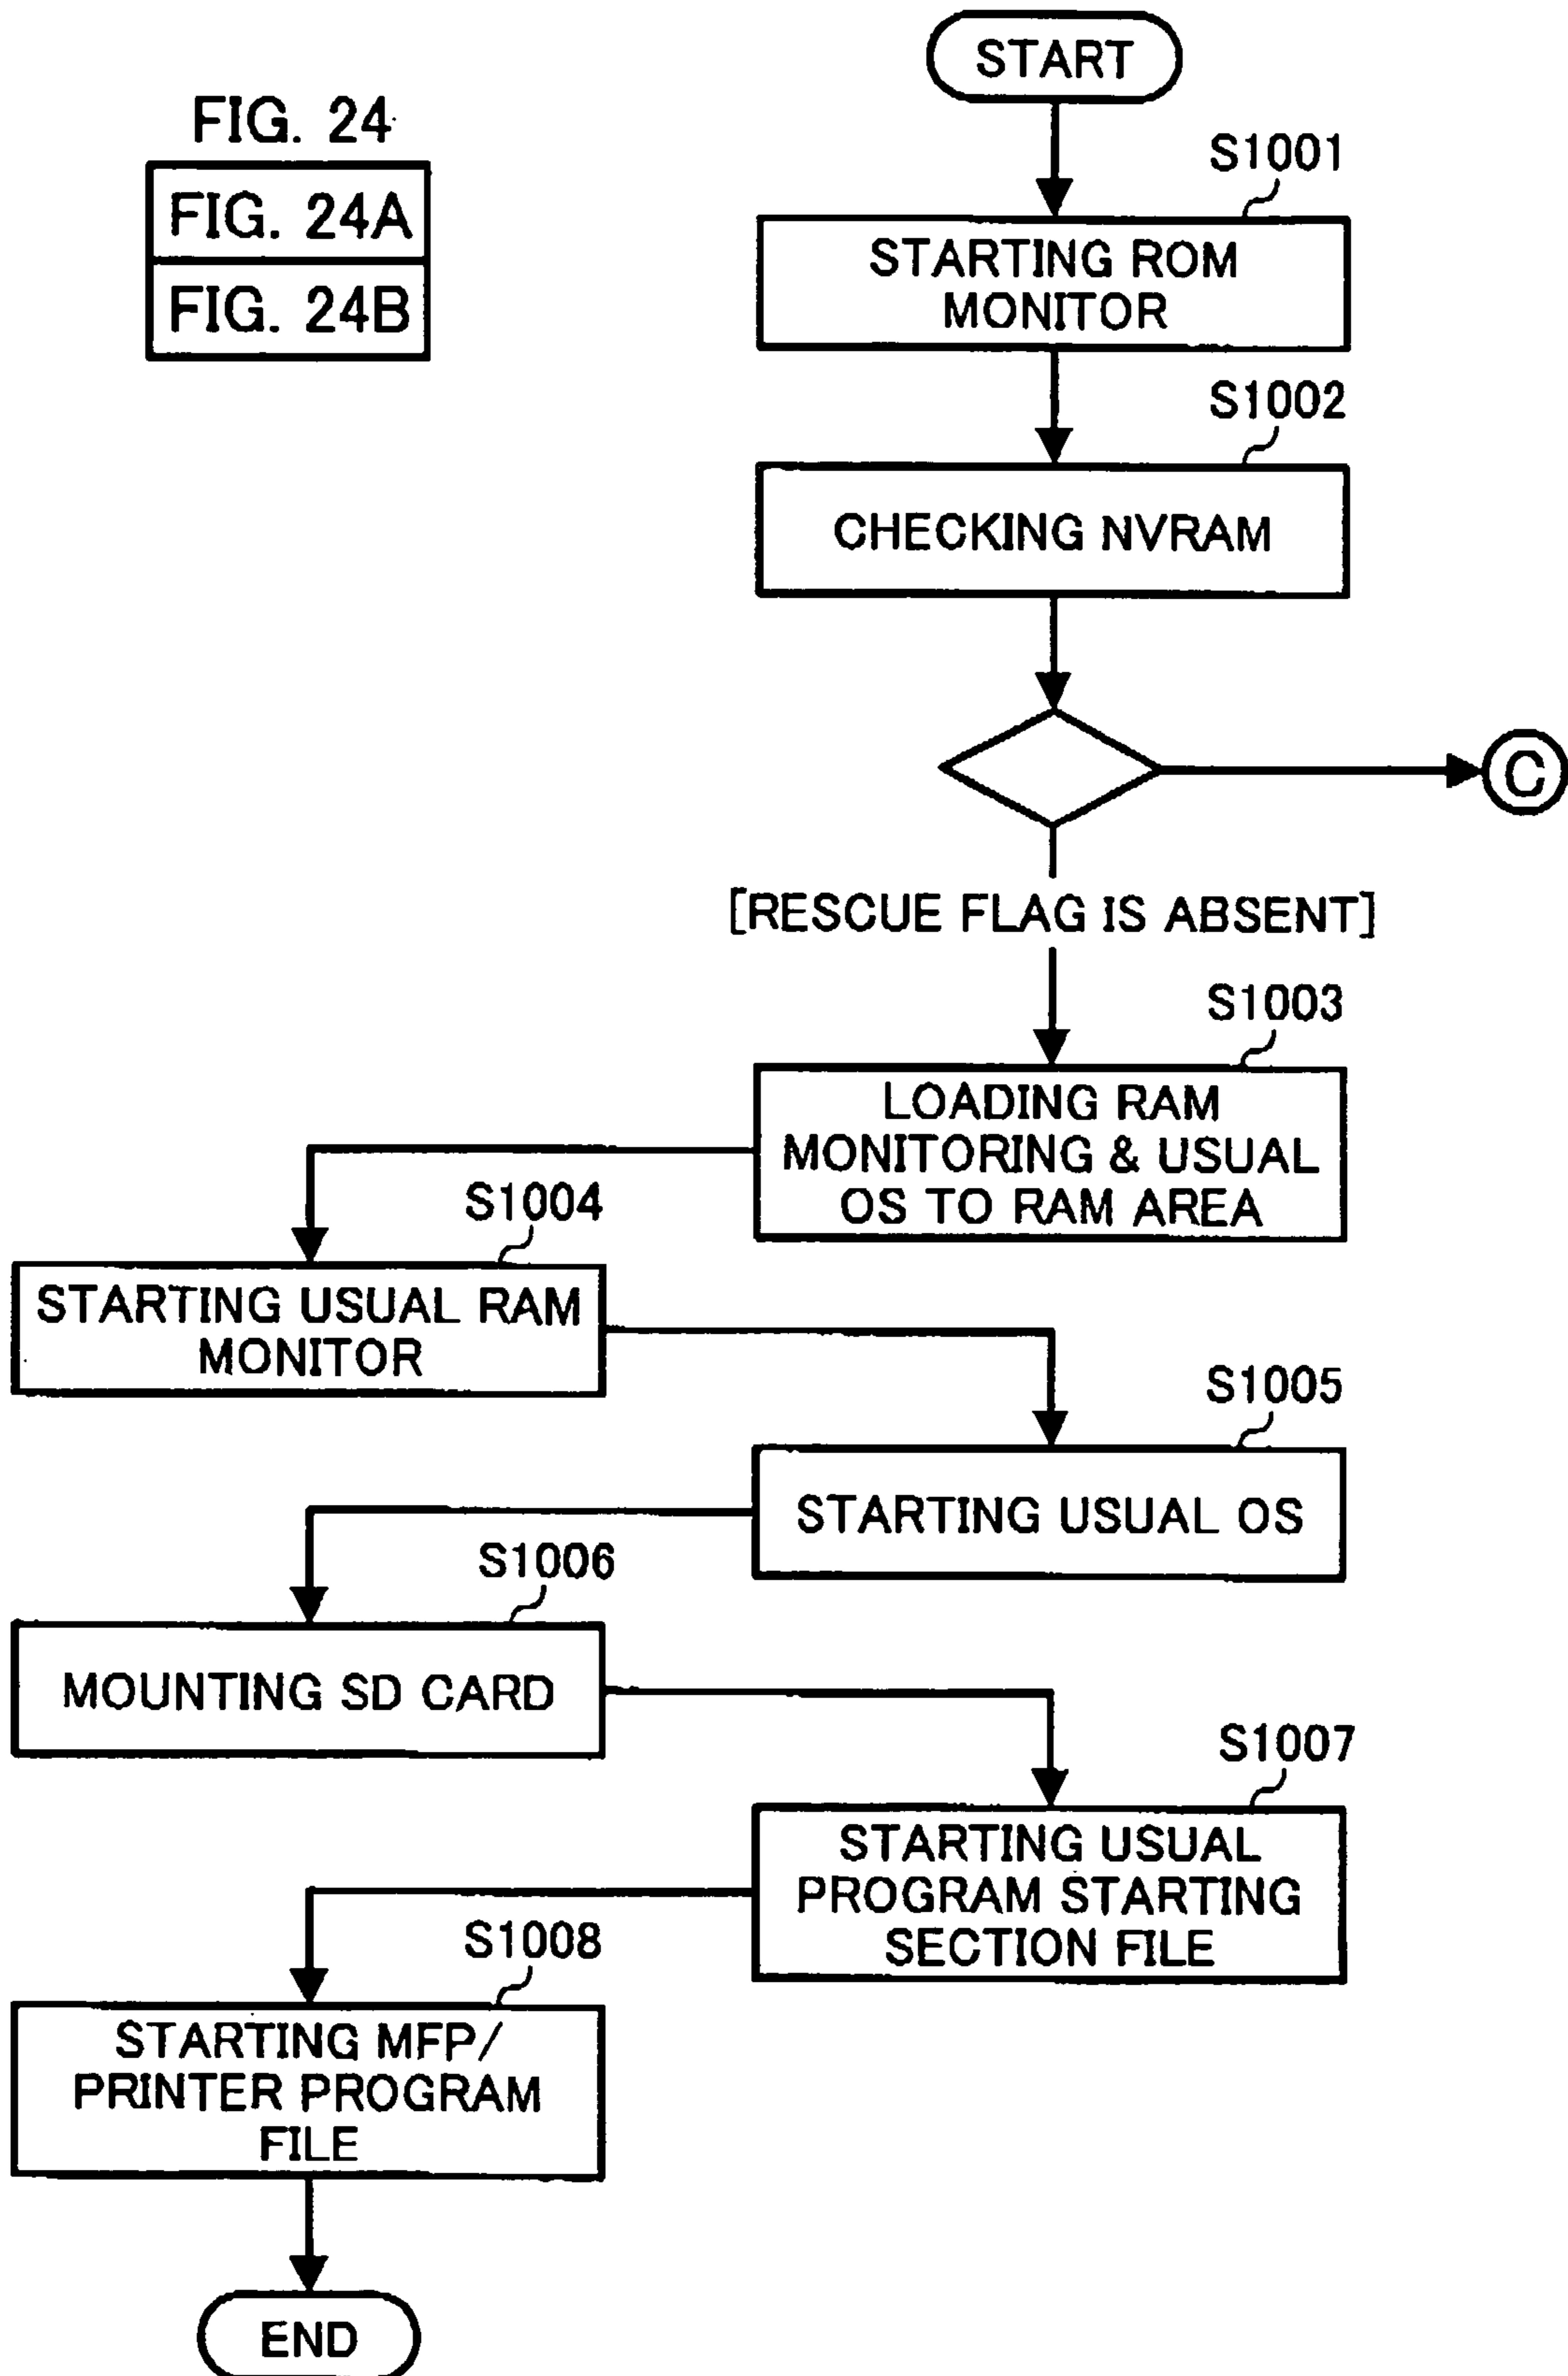 START
FIG. 24
FIG. 24A
FIG. 24B
S1001
STARTING ROM
MONITOR
S1002
CHECKING NVRAM
C
[RESCUE FLAG IS ABSENT]
S1003
LOADING RAM
MONITORING & USUAL
OS TO RAM AREA
S1004
STARTING USUAL RAM
MONITOR
S1005
STARTING USUAL OS
S1006
MOUNTING SD CARD
S1007
STARTING USUAL
PROGRAM STARTING
SECTION FILE
S1008
STARTING MFP/
PRINTER PROGRAM
FILE
END